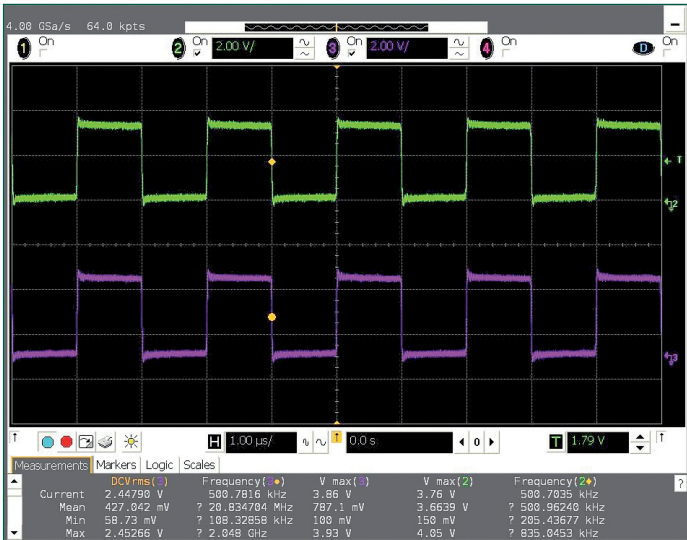 4.00 GSa/s 64.0 kpts
1 On 2 On 2.00 V/ 3 On 2.00 V/ 4 On D On
T
2
3
H 1.00 µs/ T 0.0 s 0 T 1.79 V
Measurements Markers Logic Scales
DCVrms(3) Frequency(3) V max(3) V max(2) Frequency(2) ?
Current 2.44790 V 500.7816 kHz 3.86 V 3.76 V 500.7035 kHz
Mean 427.042 mV ? 20.834704 MHz 787.1 mV 3.6639 V ? 500.96240 kHz
Min 58.73 mV ? 108.32858 kHz 100 mV 150 mV ? 205.43677 kHz
Max 2.45266 V ? 2.048 GHz 3.93 V 4.05 V ? 835.0453 kHz